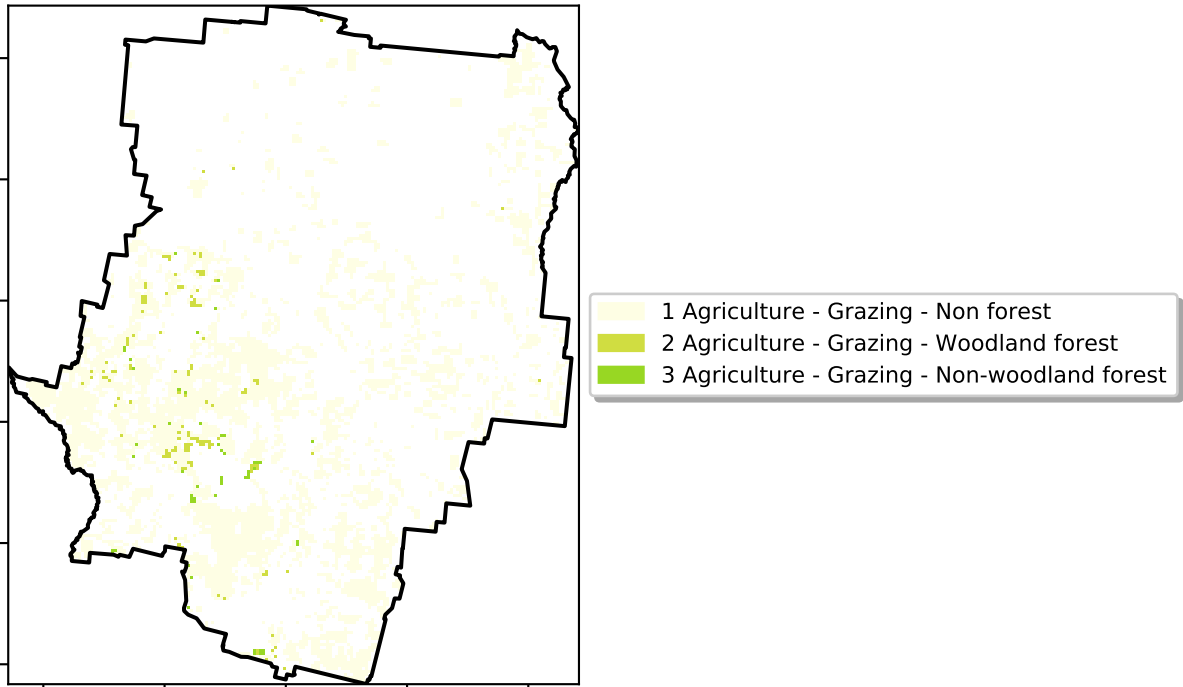 1 Agriculture - Grazing - Non forest
2 Agriculture - Grazing - Woodland forest
3 Agriculture - Grazing - Non-woodland forest